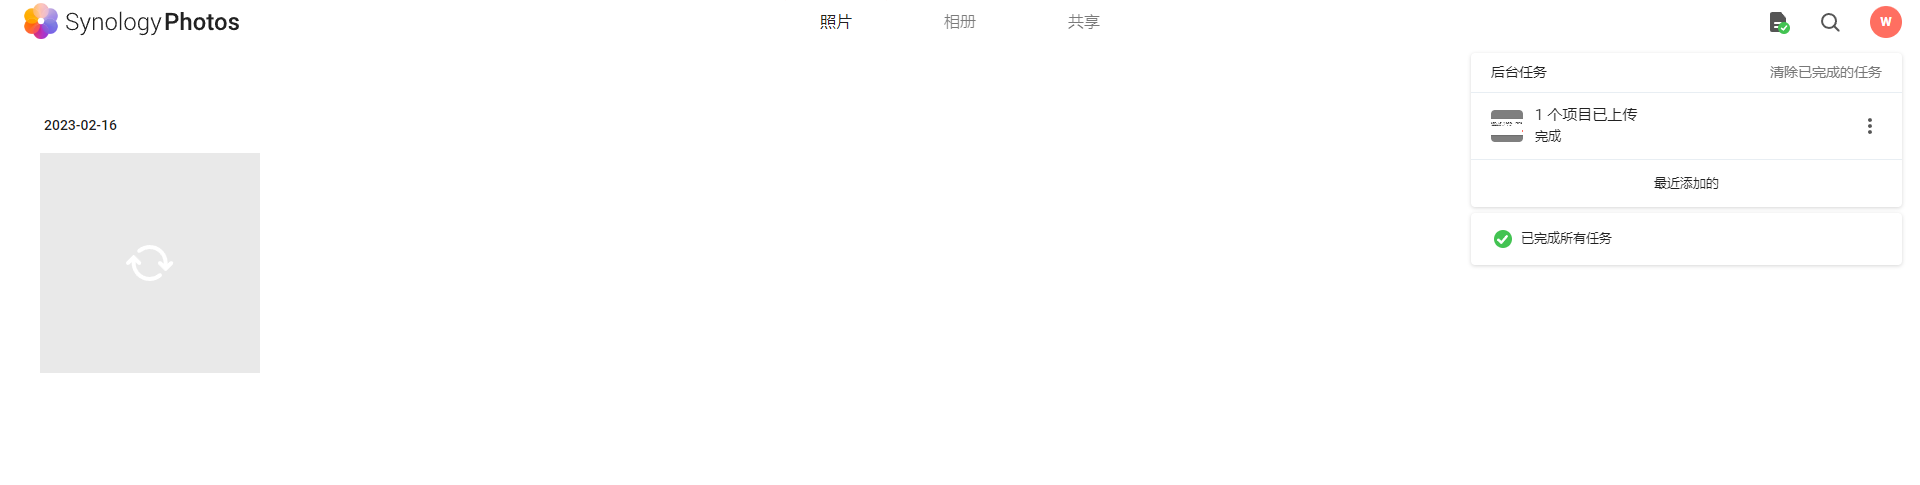 Synology Photos
照片
相册
共享
W
后台任务
清除已完成的任务
2023-02-16
1 个项目已上传
完成
最近添加的
已完成所有任务